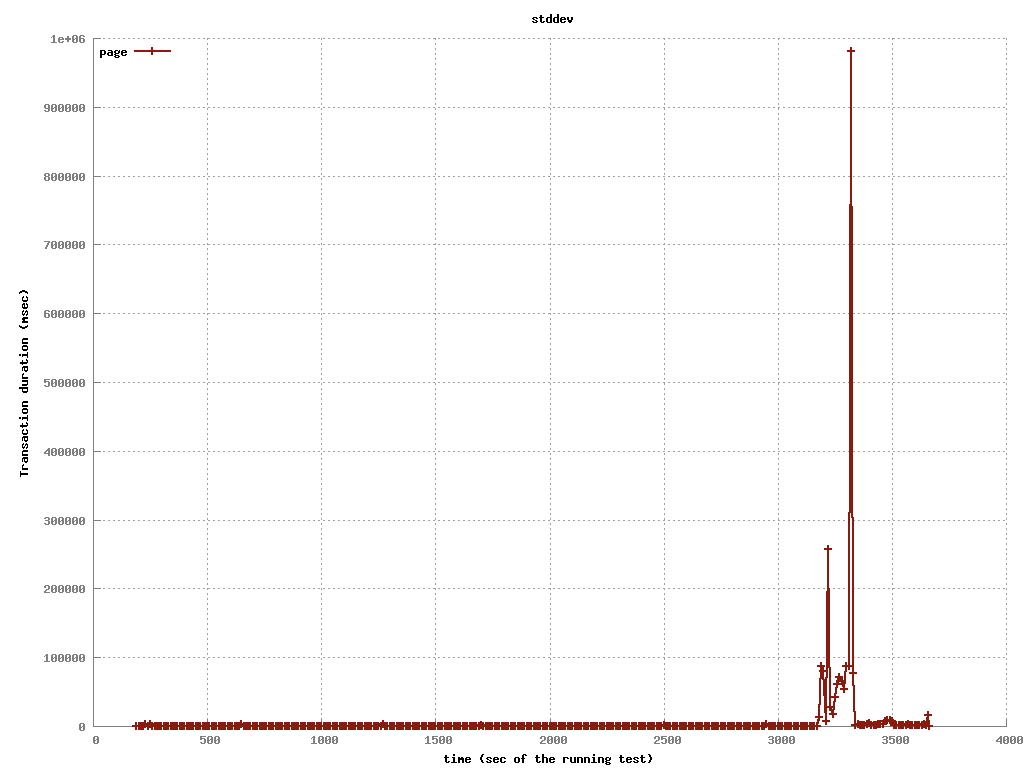 stddev
1e+06
page
900000
800000
700000
600000
500000
400000
300000
200000
100000
0
Transaction duration (msec)
0 500 1000 1500 2000 2500 3000 3500 4000
time (sec of the running test)